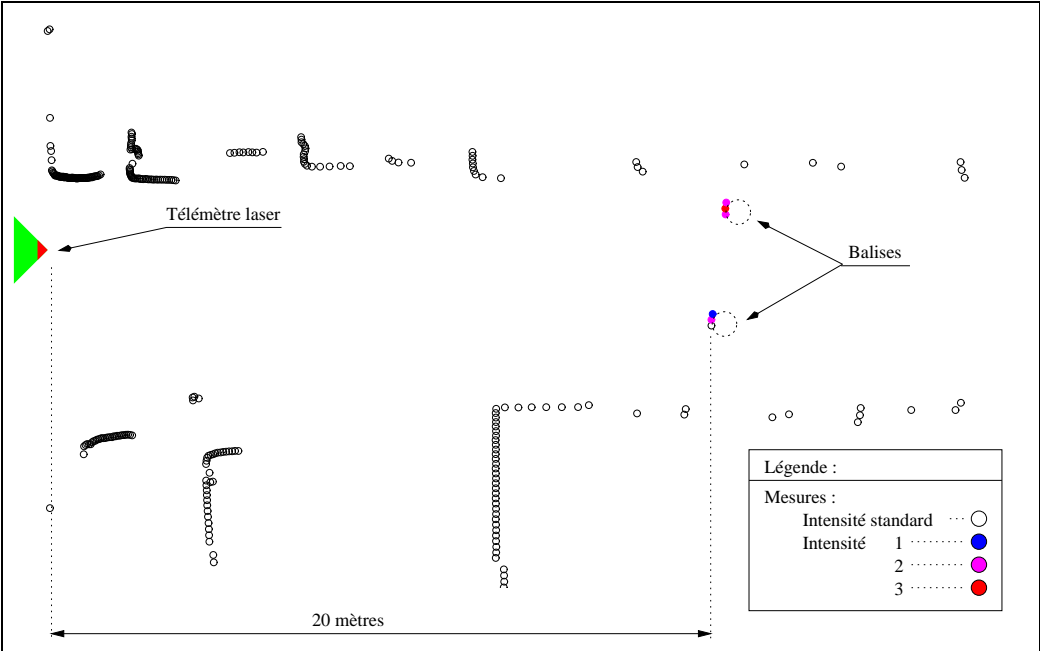 Télémètre laser
Balises
Légende :
Mesures :
Intensité standard
Intensité 1
2
3
20 mètres